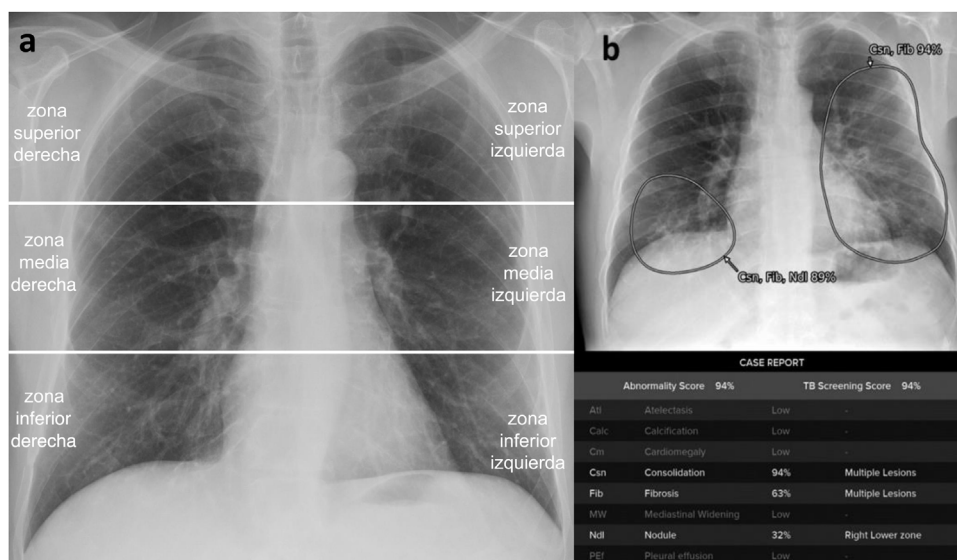 a
zona
superior
derecha
zona
superior
izquierda
zona
media
derecha
zona
media
izquierda
zona
inferior
derecha
zona
inferior
izquierda
b
Csn, Fib 94%
Csn, Fib, Ndl 89%
CASE REPORT
Abnormality Score 94% TB Screening Score 94%
Atl Atelectasis Low -
Calc Calcification Low -
Cm Cardiomegaly Low -
Csn Consolidation 94% Multiple Lesions
Fib Fibrosis 63% Multiple Lesions
MW Mediastinal Widening Low -
Ndl Nodule 32% Right Lower zone
PEf Pleural effusion Low -